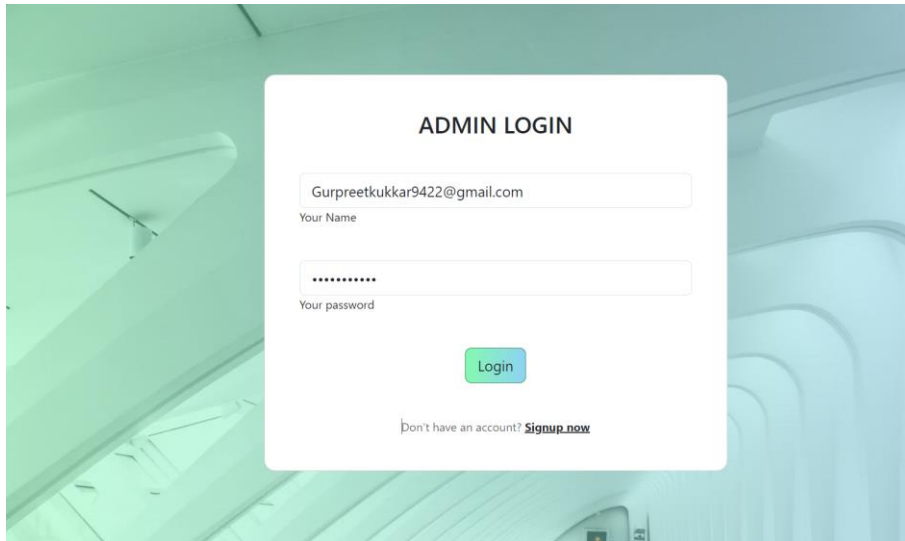 ADMIN LOGIN
Gurpreetkukkar9422@gmail.com
Your Name
•••••••••••
Your password
Login
Don't have an account? Signup now